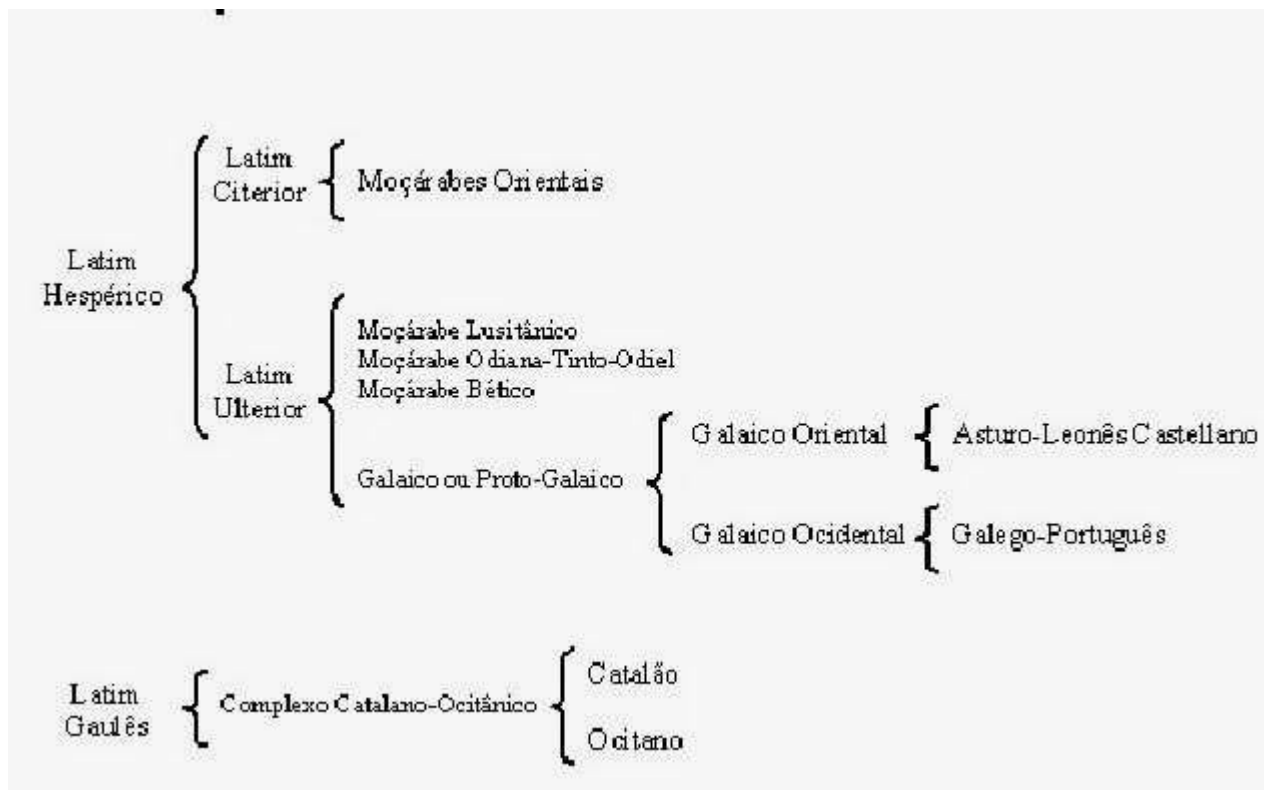 Latim
Citerior
Moçárabes Orientais
Latim
Hespérico
Moçárabe Lusitânico
Moçárabe Odiana-Tinto-Odiel
Moçárabe Bético
Latim
Ulterior
Galaico ou Proto-Galaico
Galaico Oriental
Asturo-Leonês Castellano
Galaico Ocidental
Galego-Português
Latim
Gaulês
Complexo Catalano-Ocitânico
Catalão
Ocitano